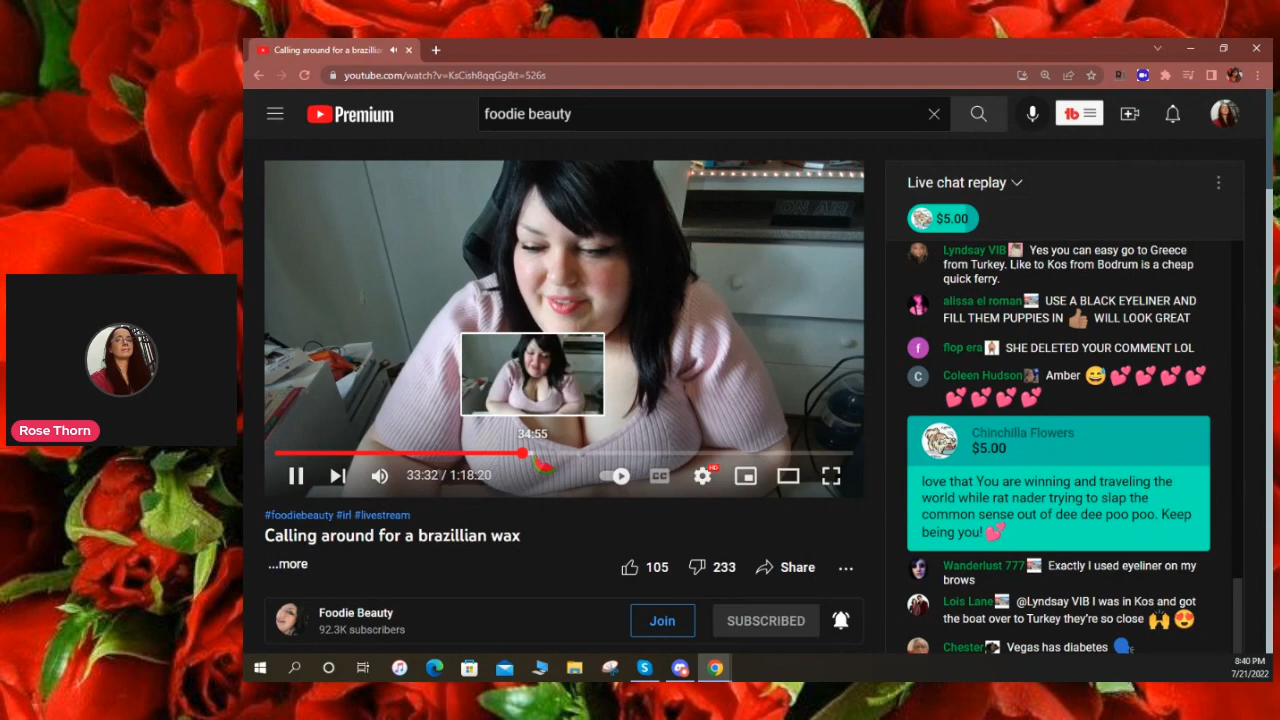 Calling around for a brazillian
youtube.com/watch?v=KsCish8qqGg&t=526s
Premium
foodie beauty
tb
ON AIR
34:55
33:32 / 1:18:20
CC
HD
#foodiebeauty #irl #livestream
Calling around for a brazillian wax
...more
105
233
Share
Foodie Beauty
92.3K subscribers
Join
SUBSCRIBED
Live chat replay
$5.00
Lyndsay VIB Yes you can easy go to Greece
from Turkey. Like to Kos from Bodrum is a cheap
quick ferry.
alissa el roman USE A BLACK EYELINER AND
FILL THEM PUPPIES IN 👍🏽 WILL LOOK GREAT
f
flop era SHE DELETED YOUR COMMENT LOL
C
Coleen Hudson Amber 😅💕💕💕💕
💕💕💕💕
Chinchilla Flowers
$5.00
love that You are winning and traveling the
world while rat nader trying to slap the
common sense out of dee dee poo poo. Keep
being you!💕
Wanderlust 777 Exactly I used eyeliner on my
brows
Lois Lane @Lyndsay VIB I was in Kos and got
the boat over to Turkey they're so close 🙌 😍
Chester Vegas has diabetes 🗣
Rose Thorn
8:40 PM
7/21/2022